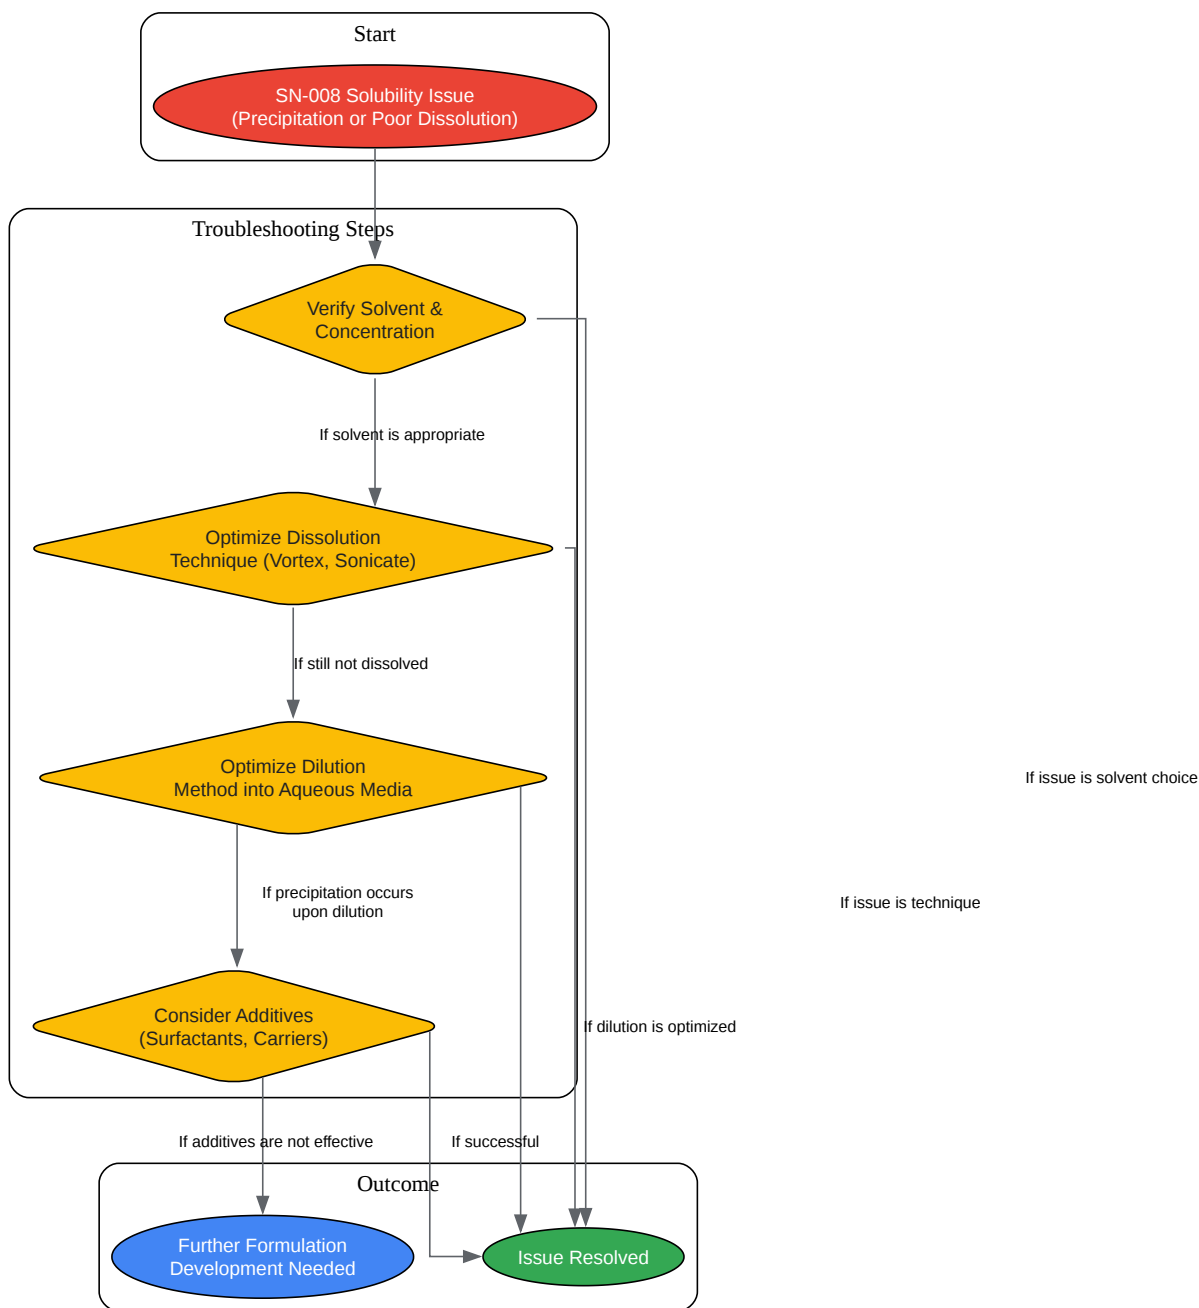 Start
SN-008 Solubility Issue
(Precipitation or Poor Dissolution)
Troubleshooting Steps
Verify Solvent &
Concentration
If solvent is appropriate
Optimize Dissolution
Technique (Vortex, Sonicate)
If still not dissolved
Optimize Dilution
Method into Aqueous Media
If issue is solvent choice
If precipitation occurs
upon dilution
If issue is technique
Consider Additives
(Surfactants, Carriers)
If dilution is optimized
If additives are not effective
If successful
Outcome
Further Formulation
Development Needed
Issue Resolved